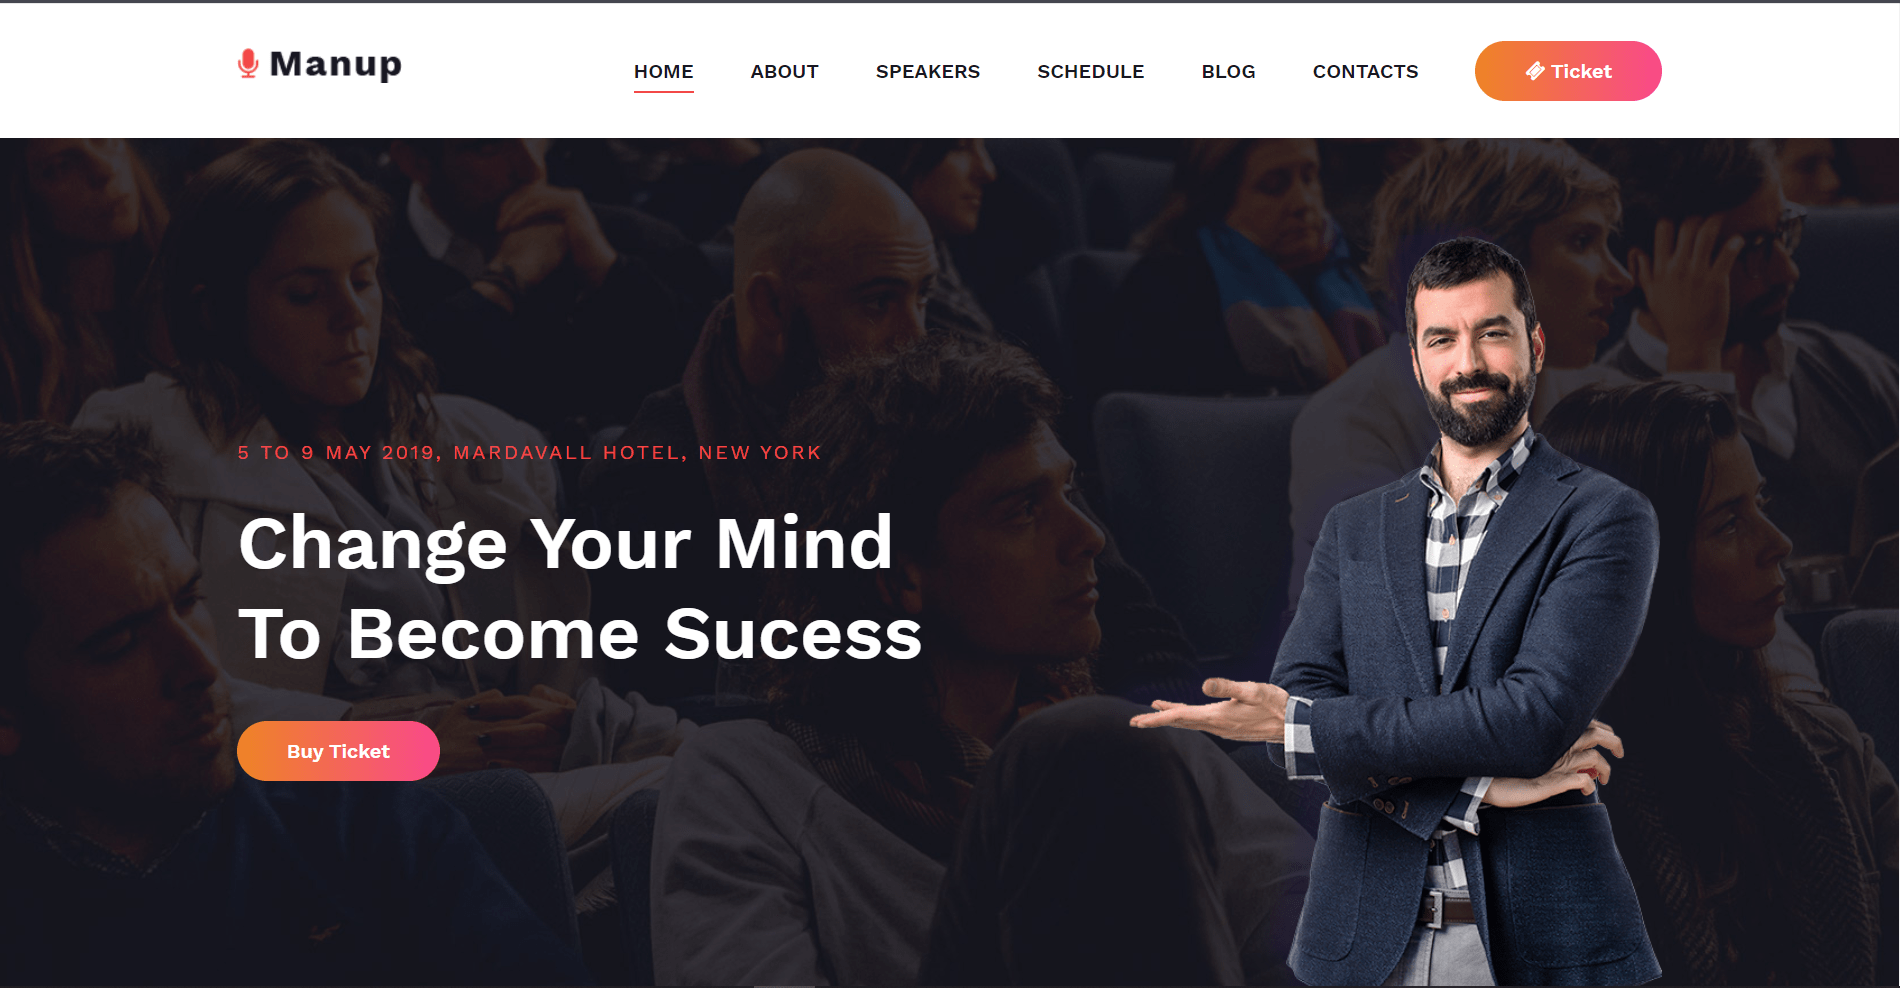 Manup
HOME ABOUT SPEAKERS SCHEDULE BLOG CONTACTS Ticket
5 TO 9 MAY 2019, MARDAVALL HOTEL, NEW YORK
Change Your Mind
To Become Sucess
Buy Ticket